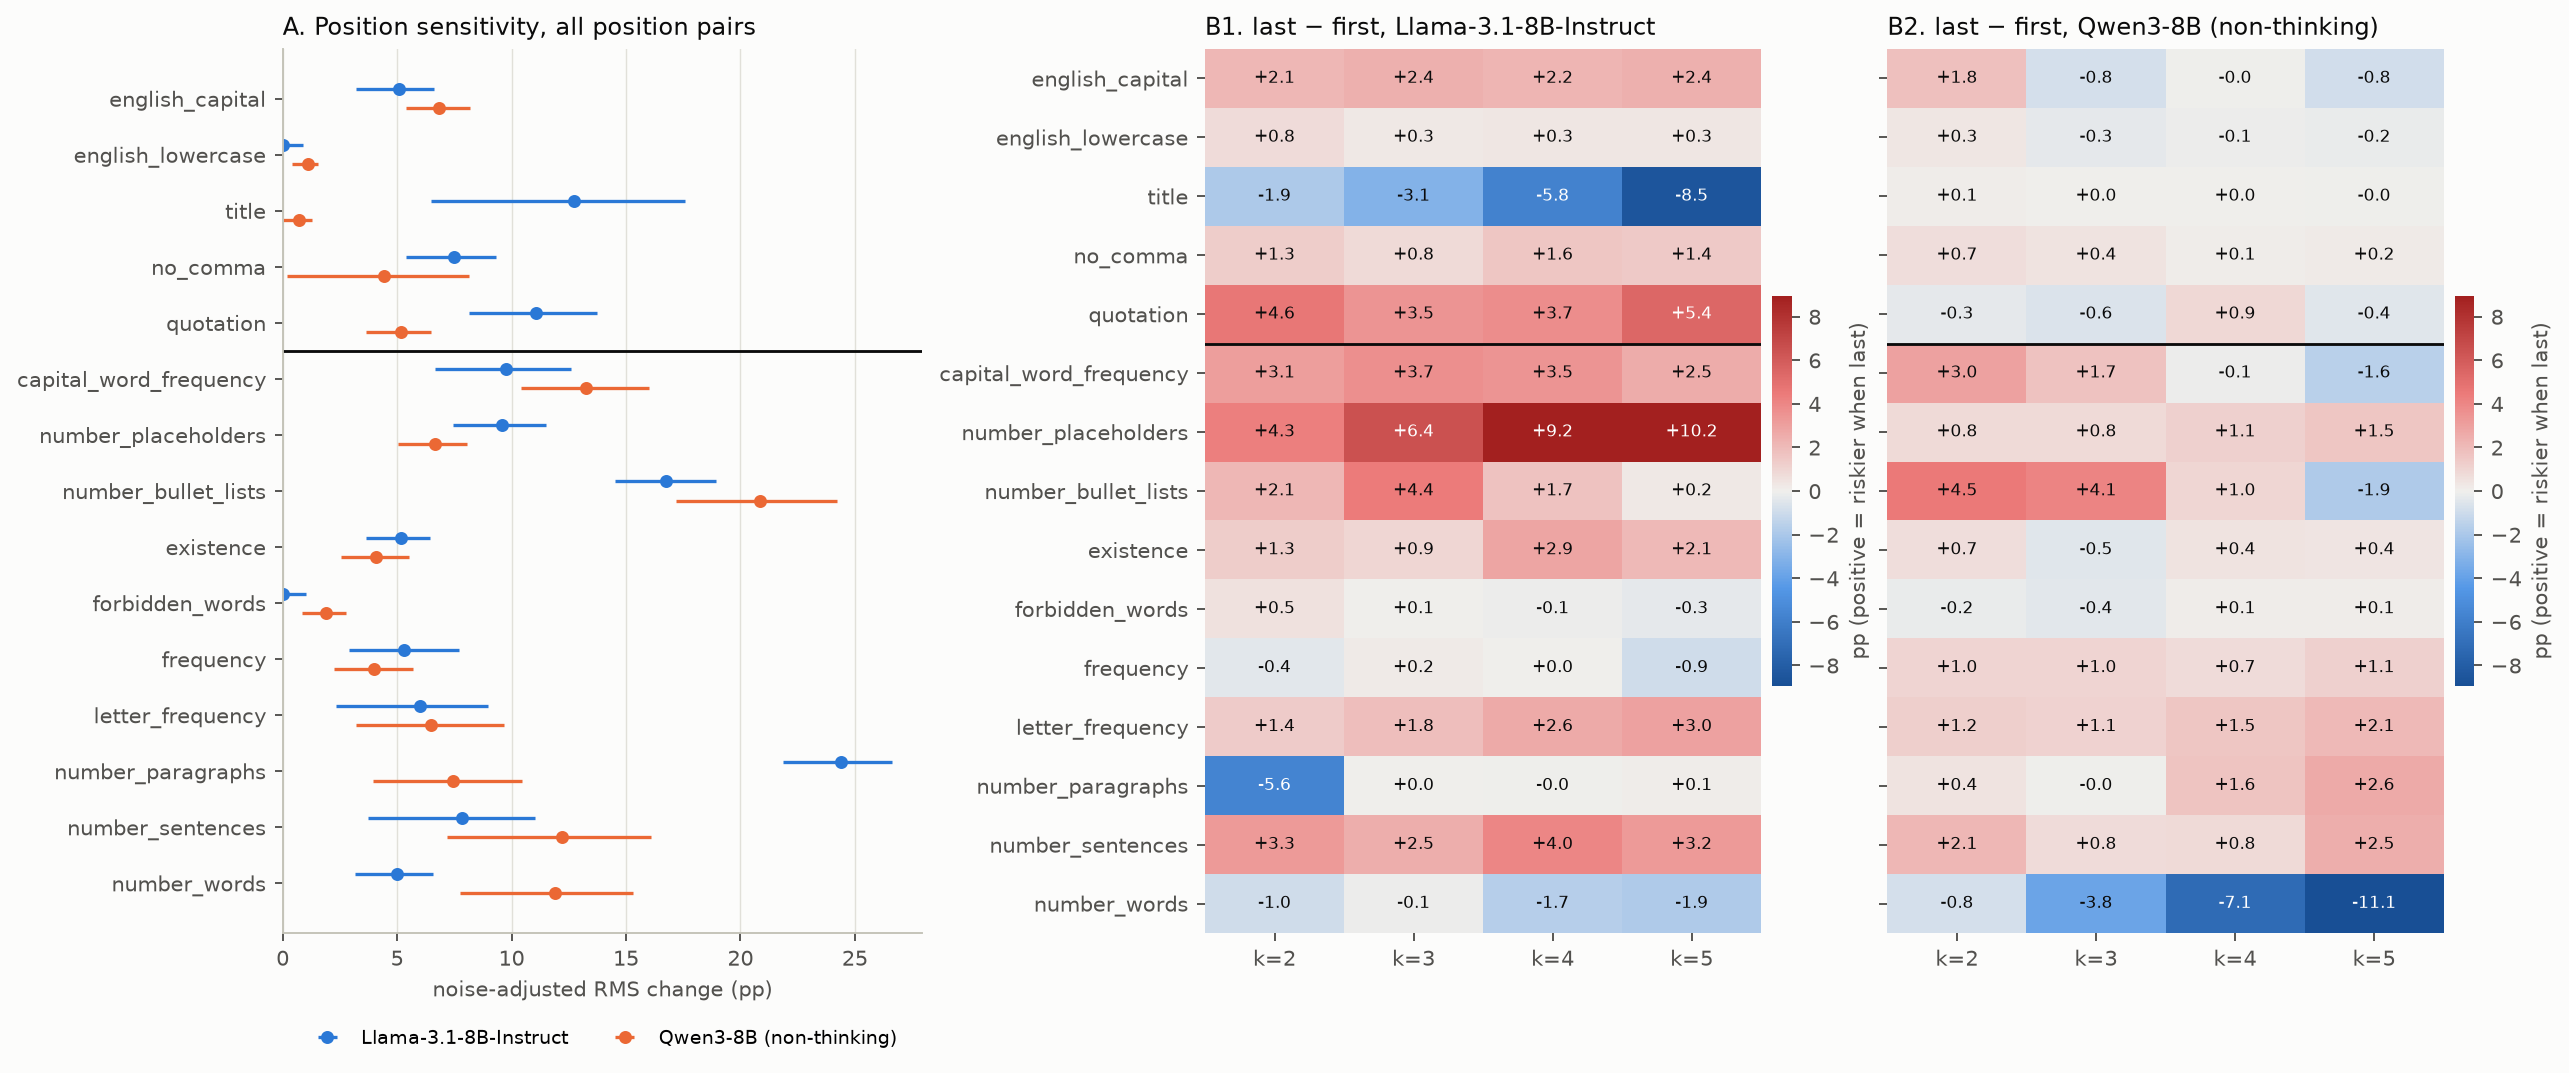 A. Position sensitivity, all position pairs
english_capital
english_lowercase
title
no_comma
quotation
capital_word_frequency
number_placeholders
number_bullet_lists
existence
forbidden_words
frequency
letter_frequency
number_paragraphs
number_sentences
number_words
0 5 10 15 20 25
noise-adjusted RMS change (pp)
Llama-3.1-8B-Instruct Qwen3-8B (non-thinking)
B1. last − first, Llama-3.1-8B-Instruct
english_capital +2.1 +2.4 +2.2 +2.4
english_lowercase +0.8 +0.3 +0.3 +0.3
title -1.9 -3.1 -5.8 -8.5
no_comma +1.3 +0.8 +1.6 +1.4
quotation +4.6 +3.5 +3.7 +5.4
capital_word_frequency +3.1 +3.7 +3.5 +2.5
number_placeholders +4.3 +6.4 +9.2 +10.2
number_bullet_lists +2.1 +4.4 +1.7 +0.2
existence +1.3 +0.9 +2.9 +2.1
forbidden_words +0.5 +0.1 -0.1 -0.3
frequency -0.4 +0.2 +0.0 -0.9
letter_frequency +1.4 +1.8 +2.6 +3.0
number_paragraphs -5.6 +0.0 -0.0 +0.1
number_sentences +3.3 +2.5 +4.0 +3.2
number_words -1.0 -0.1 -1.7 -1.9
k=2 k=3 k=4 k=5
8
6
4
2
0
−2
−4
−6
−8
pp (positive = riskier when last)
B2. last − first, Qwen3-8B (non-thinking)
+1.8 -0.8 -0.0 -0.8
+0.3 -0.3 -0.1 -0.2
+0.1 +0.0 +0.0 -0.0
+0.7 +0.4 +0.1 +0.2
-0.3 -0.6 +0.9 -0.4
+3.0 +1.7 -0.1 -1.6
+0.8 +0.8 +1.1 +1.5
+4.5 +4.1 +1.0 -1.9
+0.7 -0.5 +0.4 +0.4
-0.2 -0.4 +0.1 +0.1
+1.0 +1.0 +0.7 +1.1
+1.2 +1.1 +1.5 +2.1
+0.4 -0.0 +1.6 +2.6
+2.1 +0.8 +0.8 +2.5
-0.8 -3.8 -7.1 -11.1
k=2 k=3 k=4 k=5
8
6
4
2
0
−2
−4
−6
−8
pp (positive = riskier when last)